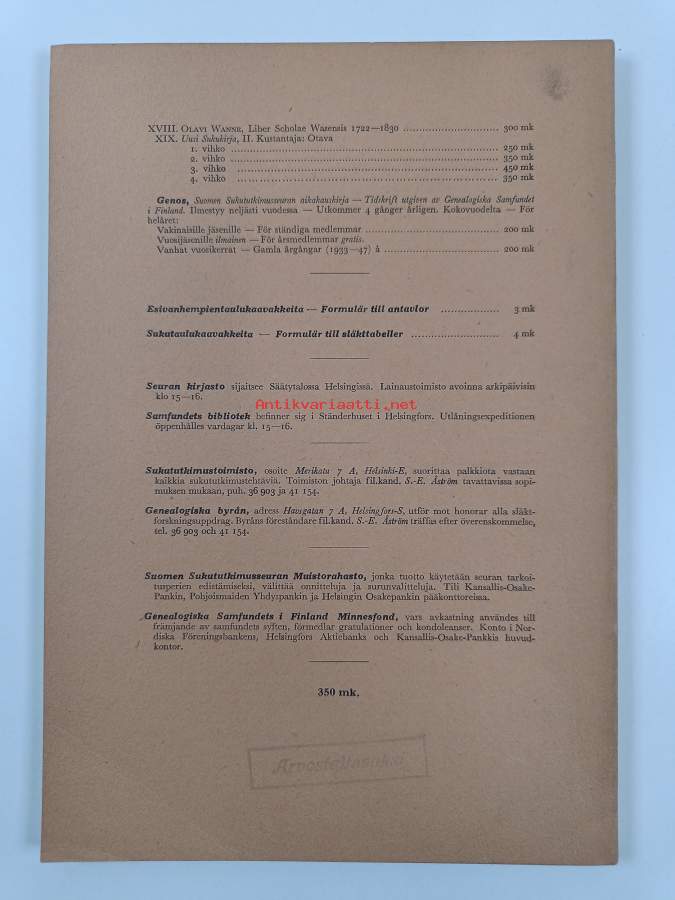 XVIII. OLAVI WANNE, Liber Scholae Wasensis 1722—1830 .............................. 300 mk
XIX. Uusi Sukukirja, II. Kustantaja: Otava
1. vihko .............................. 250 mk
2. vihko .............................. 350 mk
3. vihko .............................. 450 mk
4. vihko .............................. 350 mk
Genos, Suomen Sukututkimusseuran aikakauskirja — Tidskrift utgiven av Genealogiska Samfundet
i Finland. Ilmestyy neljästi vuodessa — Utkommer 4 gånger årligen. Kokovuodelta — För
helåret:
Vakinaisille jäsenille — För ständiga medlemmar .............................. 200 mk
Vuosijäsenille ilmainen — För årsmedlemmar gratis.
Vanhat vuosikerrat — Gamla årgångar (1933—47) à .............................. 200 mk
Esivanhempientaulukaavakkeita — Formulär till antavlor .................. 3 mk
Sukutaulukaavakkeita — Formulär till släkttabeller .................. 4 mk
Seuran kirjasto sijaitsee Säätytalossa Helsingissä. Lainaustoimisto avoinna arkipäivisin
klo 15—16.
Antikvariaatti.net
Samfundets bibliotek befinner sig i Ständerhuset i Helsingfors. Utlåningsexpeditionen
öppenhålles vardagar kl. 15—16.
Sukututkimustoimisto, osoite Merikatu 7 A, Helsinki-E, suorittaa palkkiota vastaan
kaikkia sukututkimustehtäviä. Toimiston johtaja fil.kand. S.-E. Åström tavattavissa sopi-
muksen mukaan, puh. 36 903 ja 41 154.
Genealogiska byrån, adress Havsgatan 7 A, Helsingfors-S, utför mot honorar alla släkt-
forskningsuppdrag. Byråns föreståndare fil.kand. S.-E. Åström träffas efter överenskommelse,
tel. 36 903 och 41 154.
Suomen Sukututkimusseuran Muistorahasto, jonka tuotto käytetään seuran tarkoi-
tusperien edistämiseksi, välittää onnitteluja ja surunvalitteluja. Tili Kansallis-Osake-
Pankin, Pohjoismaiden Yhdyspankin ja Helsingin Osakepankin pääkonttoreissa.
Genealogiska Samfundets i Finland Minnesfond, vars avkastning användes till
främjande av samfundets syften, förmedlar gratulationer och kondoleanser. Konto i Nor-
diska Föreningsbankens, Helsingfors Aktiebanks och Kansallis-Osake-Pankkis huvud-
kontor.
350 mk.
Arvosteltavaksi